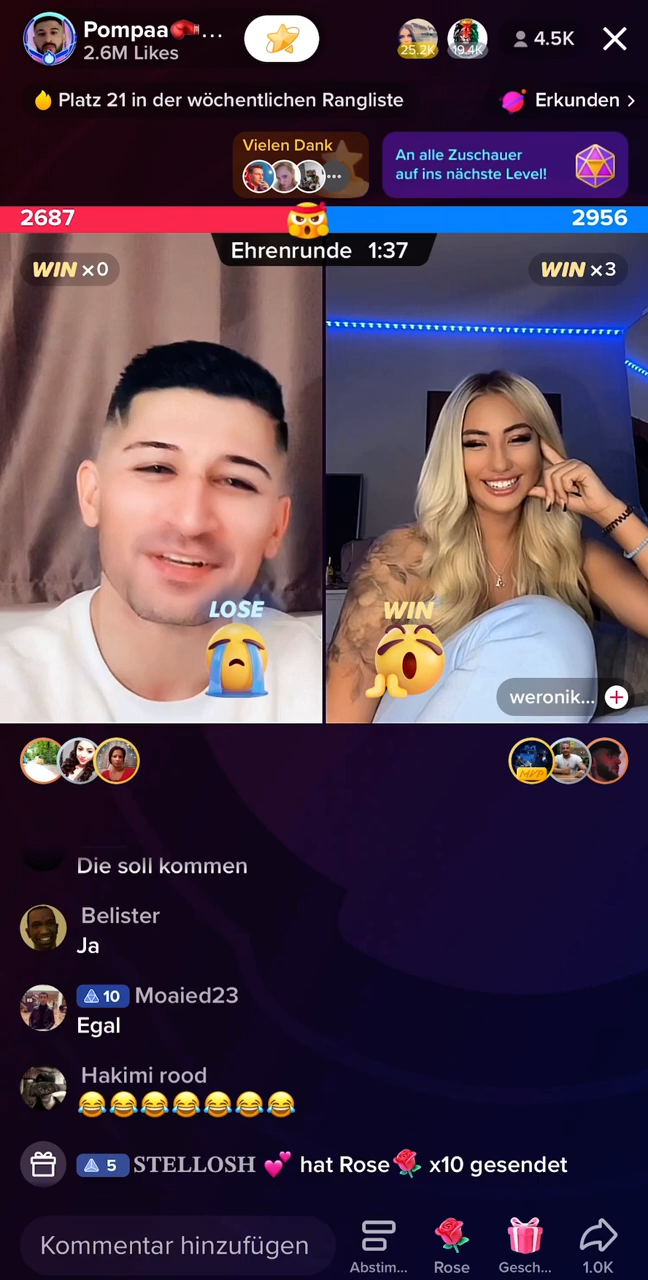 Pompaa🥊...
2.6M Likes
25.2K
19.4K
4.5K
Platz 21 in der wöchentlichen Rangliste
Erkunden >
Vielen Dank
An alle Zuschauer
auf ins nächste Level!
2687
2956
Ehrenrunde 1:37
WIN x0
WIN x3
LOSE
WIN
weronik...
MVP
Die soll kommen
Belister
Ja
10 Moaied23
Egal
Hakimi rood
😂😂😂😂😂😂😂
5 STELLOSH 💕 hat Rose🌹 x10 gesendet
Kommentar hinzufügen
Abstim...
Rose
Gesch...
1.0K